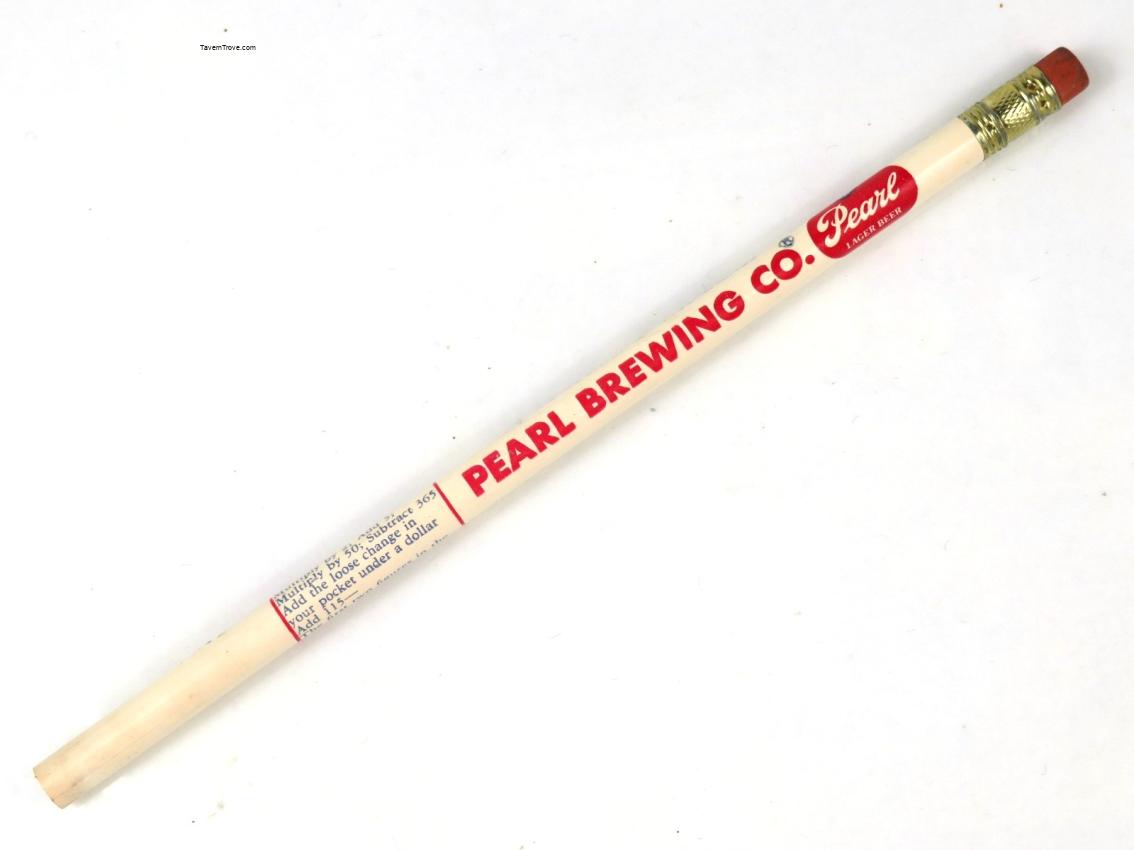 TavernTrove.com
Pearl
LAGER BEER
PEARL BREWING CO.
Multiply by 50; Subtract 365
Add the loose change in
your pocket under a dollar
Add 115—